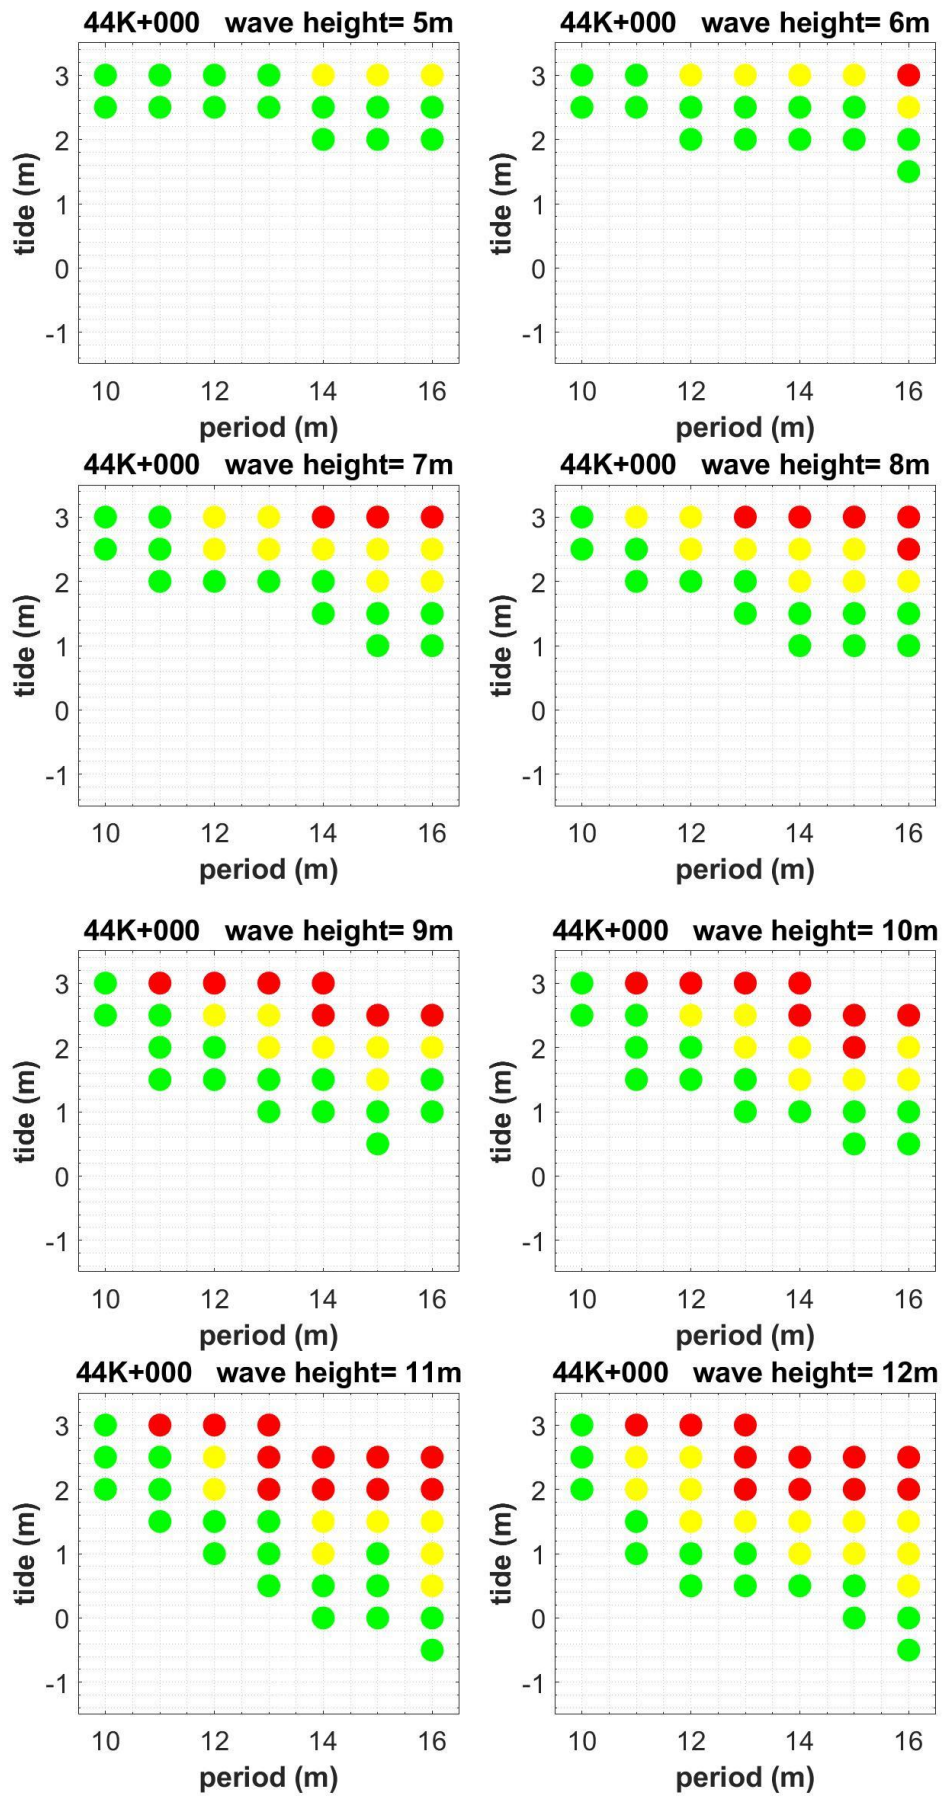 44K+000 wave height= 5m
3
2
1
0
-1
tide (m)
10 12 14 16
period (m)
44K+000 wave height= 6m
3
2
1
0
-1
tide (m)
10 12 14 16
period (m)
44K+000 wave height= 7m
3
2
1
0
-1
tide (m)
10 12 14 16
period (m)
44K+000 wave height= 8m
3
2
1
0
-1
tide (m)
10 12 14 16
period (m)
44K+000 wave height= 9m
3
2
1
0
-1
tide (m)
10 12 14 16
period (m)
44K+000 wave height= 10m
3
2
1
0
-1
tide (m)
10 12 14 16
period (m)
44K+000 wave height= 11m
3
2
1
0
-1
tide (m)
10 12 14 16
period (m)
44K+000 wave height= 12m
3
2
1
0
-1
tide (m)
10 12 14 16
period (m)